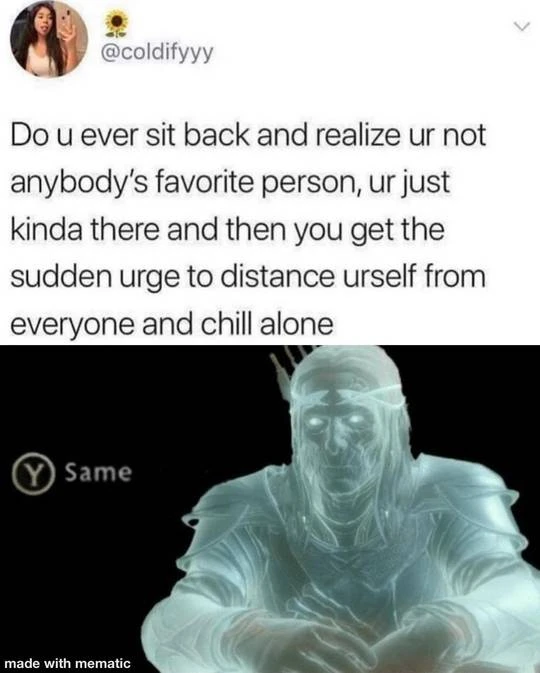 @coldifyyy
Do u ever sit back and realize ur not
anybody's favorite person, ur just
kinda there and then you get the
sudden urge to distance urself from
everyone and chill alone
Y Same
made with mematic